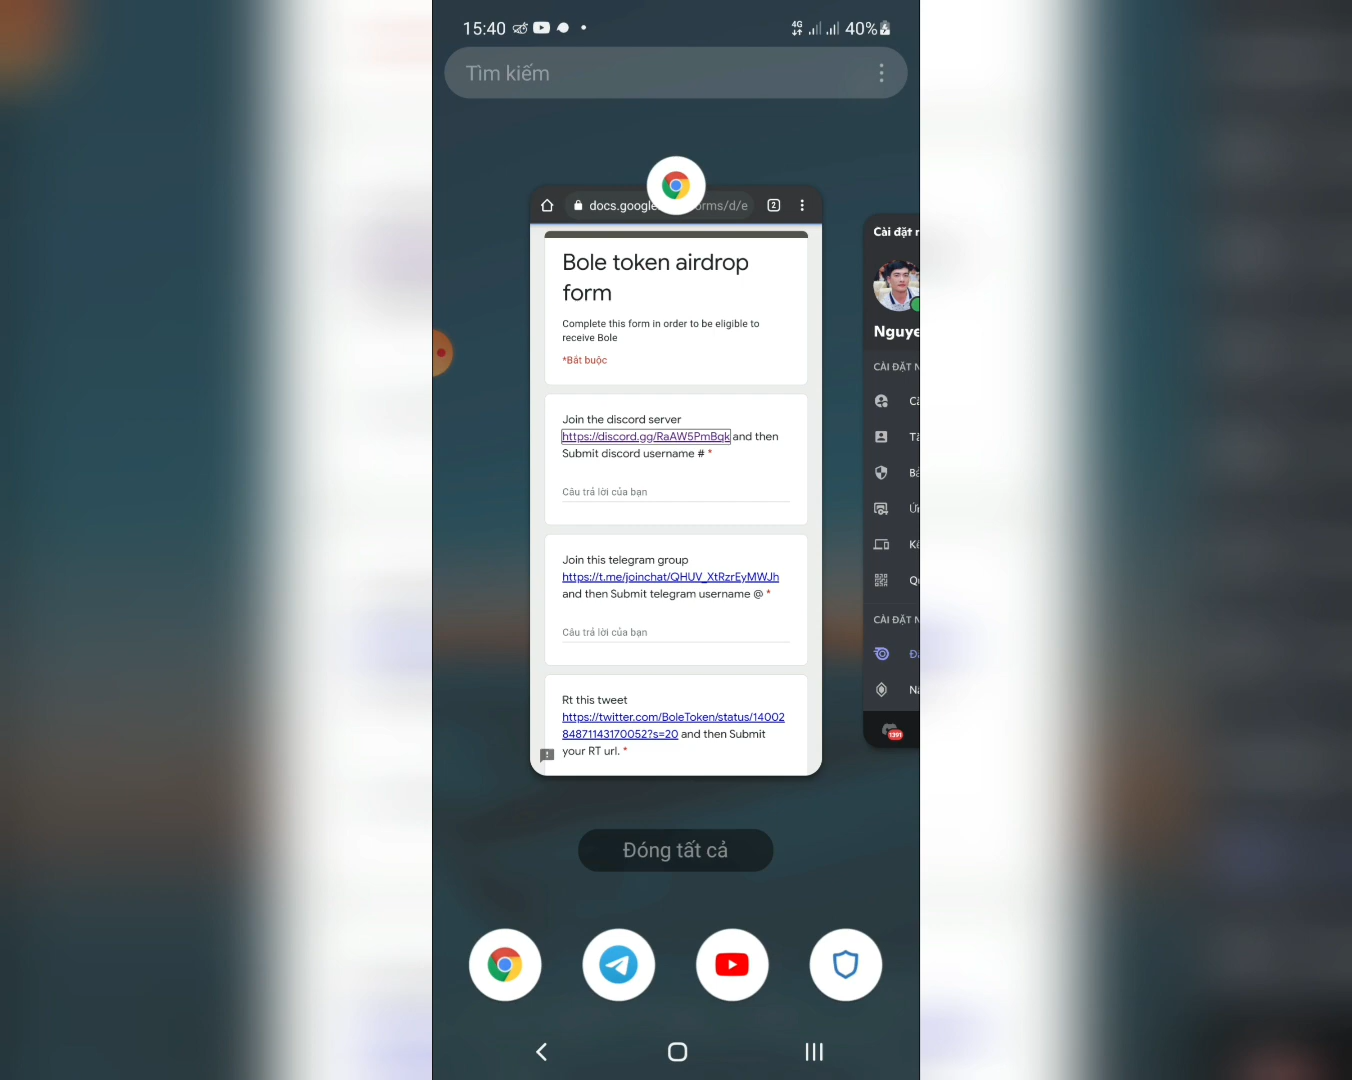 15:40
4G
40%
Tìm kiếm
docs.google
orms/d/e
2
Bole token airdrop
form
Complete this form in order to be eligible to
receive Bole
*Bắt buộc
Join the discord server
https://discord.gg/RaAW5PmBqk and then
Submit discord username # *
Câu trả lời của bạn
Join this telegram group
https://t.me/joinchat/QHUV_XtRzrEyMWJh
and then Submit telegram username @ *
Câu trả lời của bạn
Rt this tweet
https://twitter.com/BoleToken/status/14002
84871143170052?s=20 and then Submit
your RT url. *
Cài đặt n
Nguye
CÀI ĐẶT N
CÀI ĐẶT N
1391
Đóng tất cả